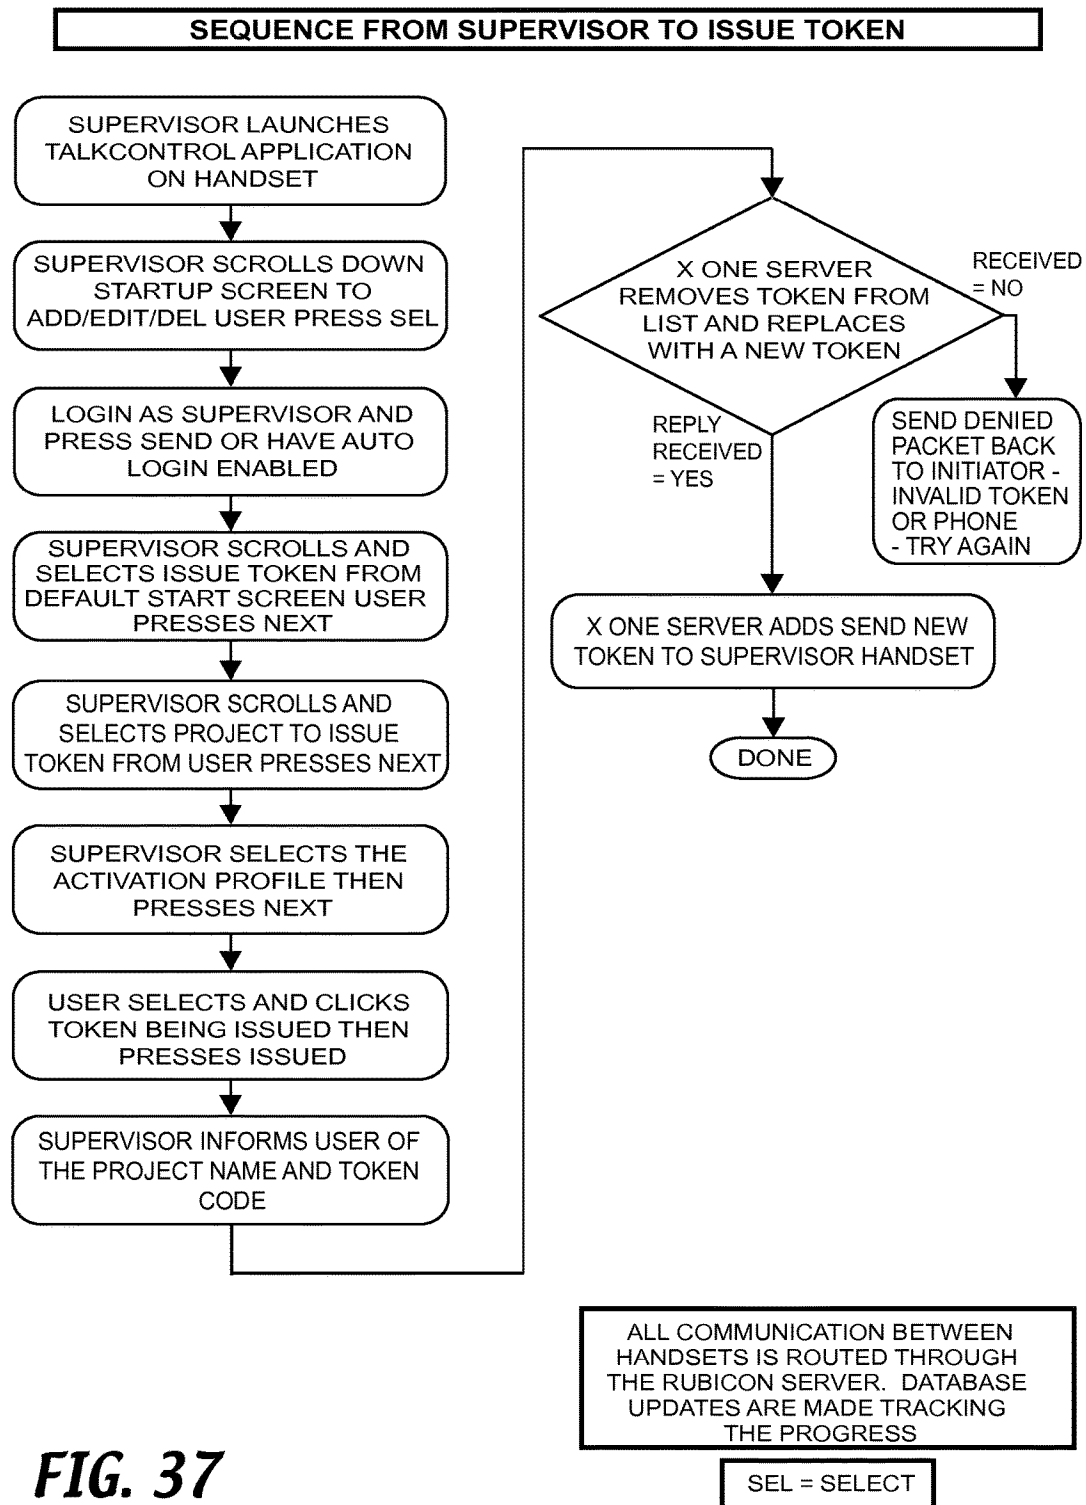 SEQUENCE FROM SUPERVISOR TO ISSUE TOKEN
SUPERVISOR LAUNCHES
TALKCONTROL APPLICATION
ON HANDSET
SUPERVISOR SCROLLS DOWN
STARTUP SCREEN TO
ADD/EDIT/DEL USER PRESS SEL
LOGIN AS SUPERVISOR AND
PRESS SEND OR HAVE AUTO
LOGIN ENABLED
SUPERVISOR SCROLLS AND
SELECTS ISSUE TOKEN FROM
DEFAULT START SCREEN USER
PRESSES NEXT
SUPERVISOR SCROLLS AND
SELECTS PROJECT TO ISSUE
TOKEN FROM USER PRESSES NEXT
SUPERVISOR SELECTS THE
ACTIVATION PROFILE THEN
PRESSES NEXT
USER SELECTS AND CLICKS
TOKEN BEING ISSUED THEN
PRESSES ISSUED
SUPERVISOR INFORMS USER OF
THE PROJECT NAME AND TOKEN
CODE
X ONE SERVER
REMOVES TOKEN FROM
LIST AND REPLACES
WITH A NEW TOKEN
RECEIVED
= NO
REPLY
RECEIVED
= YES
SEND DENIED
PACKET BACK
TO INITIATOR -
INVALID TOKEN
OR PHONE
- TRY AGAIN
X ONE SERVER ADDS SEND NEW
TOKEN TO SUPERVISOR HANDSET
DONE
ALL COMMUNICATION BETWEEN
HANDSETS IS ROUTED THROUGH
THE RUBICON SERVER. DATABASE
UPDATES ARE MADE TRACKING
THE PROGRESS
SEL = SELECT
FIG. 37